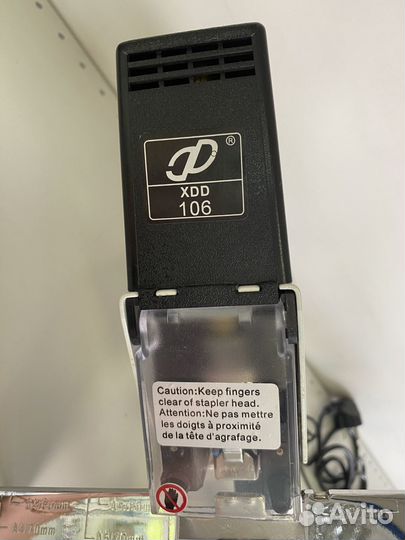 ®
XDD
106
Caution:Keep fingers
clear of stapler head.
Attention:Ne pas mettre
les doigts à proximité
de la tête d'agrafage.
Avito